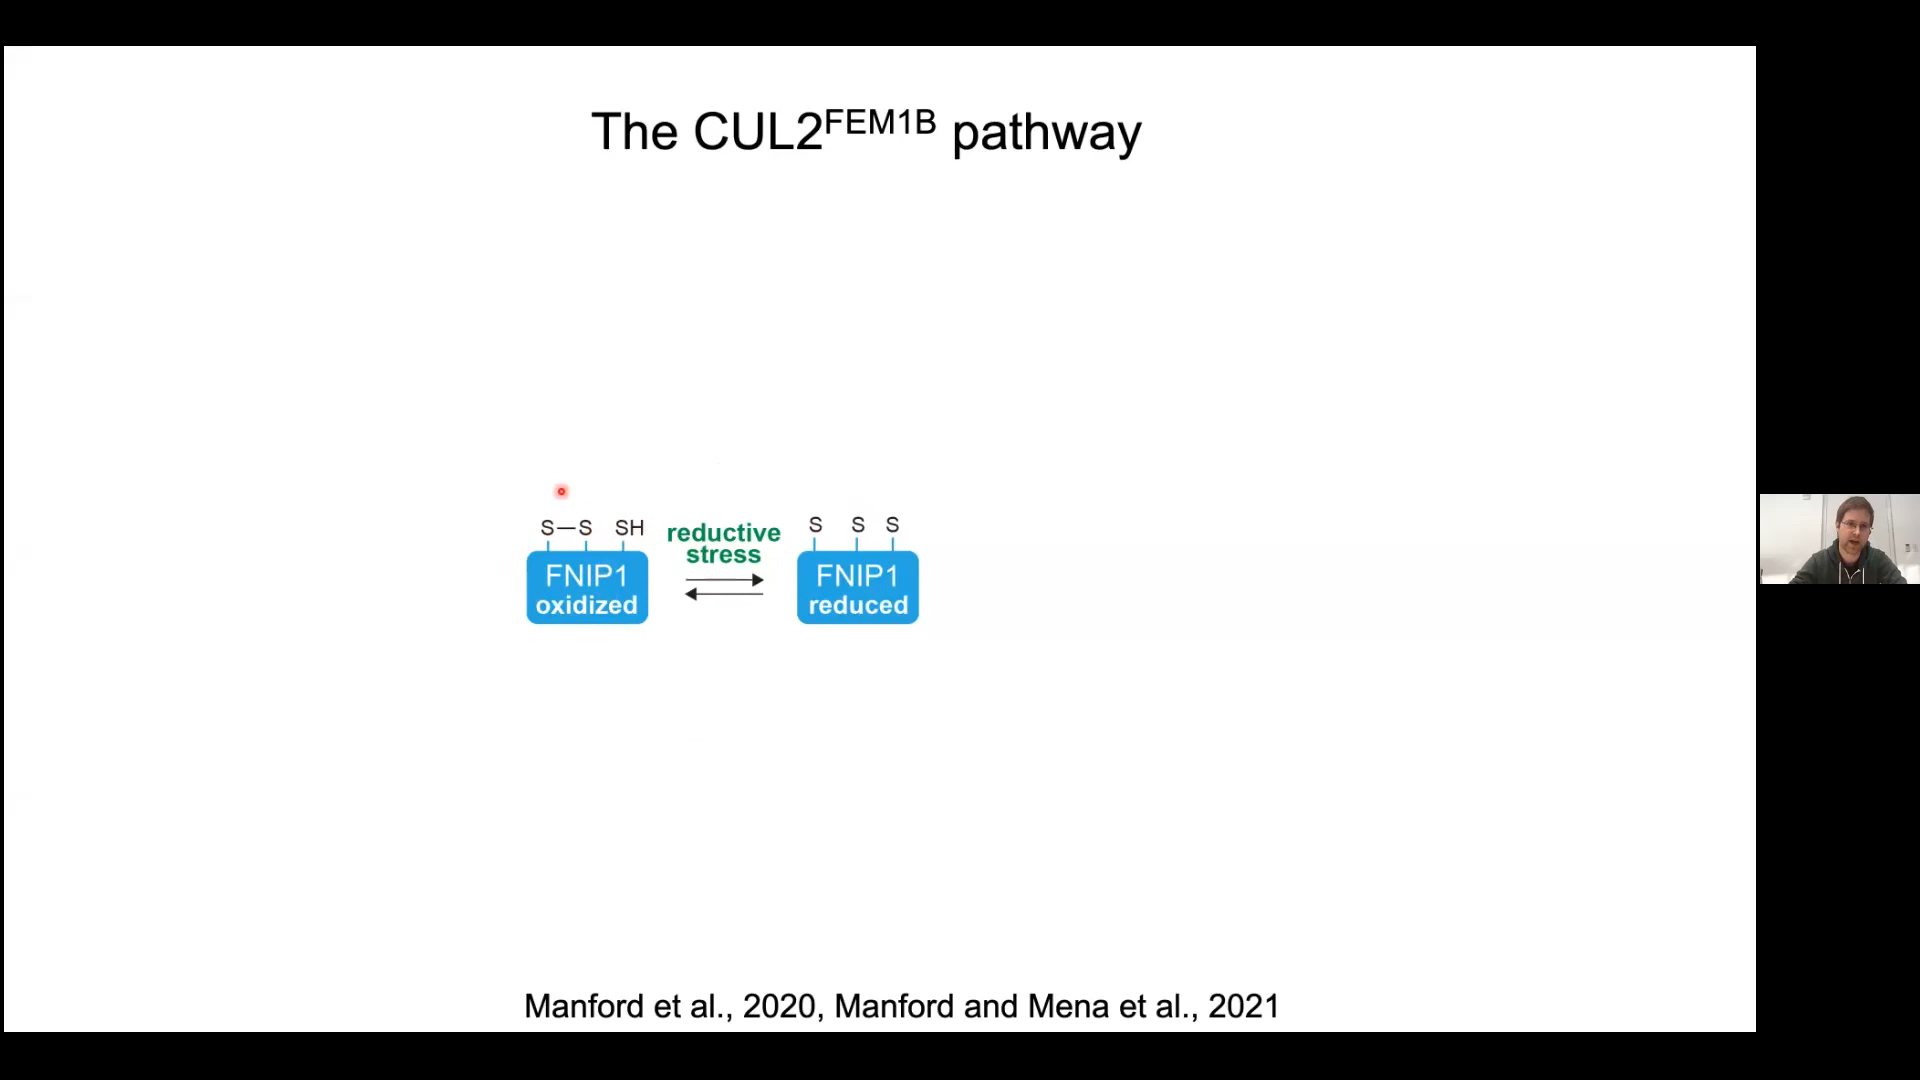 The CUL2FEM1B pathway
S—S SH
reductive
stress
S S S
FNIP1
oxidized
FNIP1
reduced
Manford et al., 2020, Manford and Mena et al., 2021